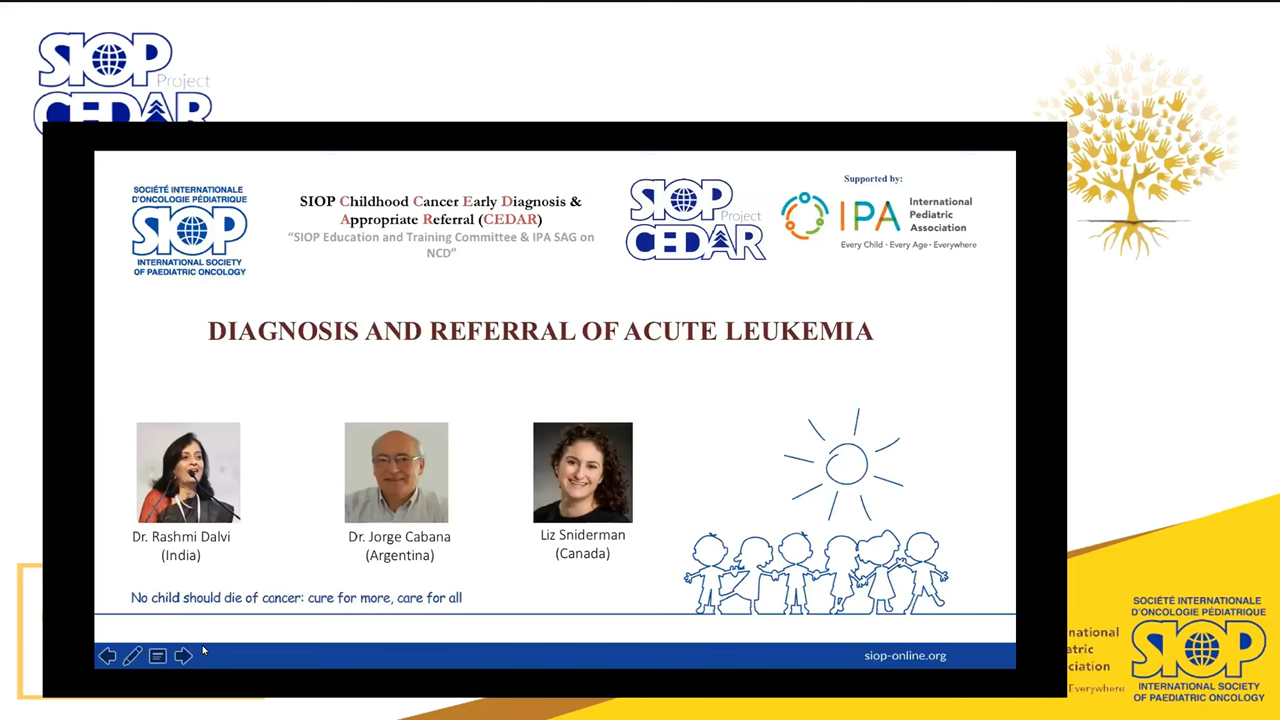 SIOP
Project
CEDAR
SOCIÉTÉ INTERNATIONALE
D'ONCOLOGIE PÉDIATRIQUE
SIOP
INTERNATIONAL SOCIETY
OF PAEDIATRIC ONCOLOGY
SIOP Childhood Cancer Early Diagnosis &
Appropriate Referral (CEDAR)
“SIOP Education and Training Committee & IPA SAG on
NCD”
SIOP
Project
CEDAR
Supported by:
IPA
International
Pediatric
Association
Every Child • Every Age • Everywhere
DIAGNOSIS AND REFERRAL OF ACUTE LEUKEMIA
Dr. Rashmi Dalvi
(India)
Dr. Jorge Cabana
(Argentina)
Liz Sniderman
(Canada)
No child should die of cancer: cure for more, care for all
siop-online.org
national
atric
ociation
Everywhere
SOCIÉTÉ INTERNATIONALE
D'ONCOLOGIE PÉDIATRIQUE
SIOP
INTERNATIONAL SOCIETY
OF PAEDIATRIC ONCOLOGY